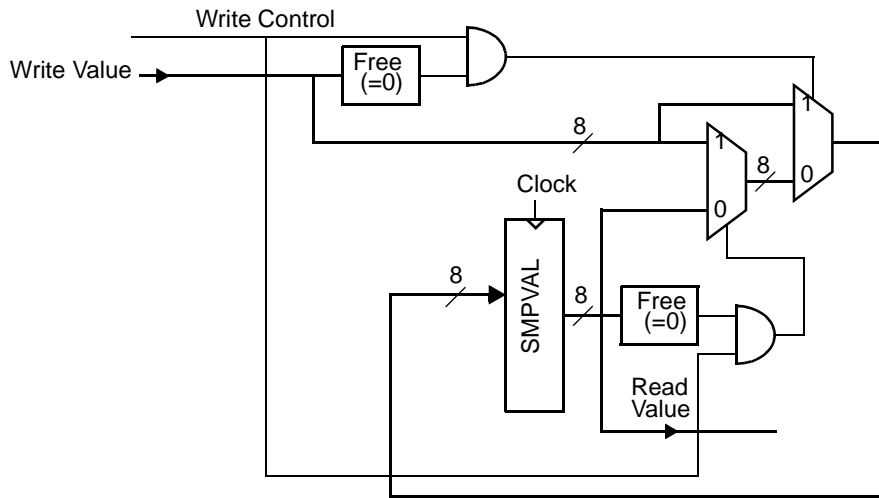 Write Control
Write Value
Free
(=0)
1
8
1
8
0
Clock
0
8
SMPVAL
8
Free
(=0)
Read
Value